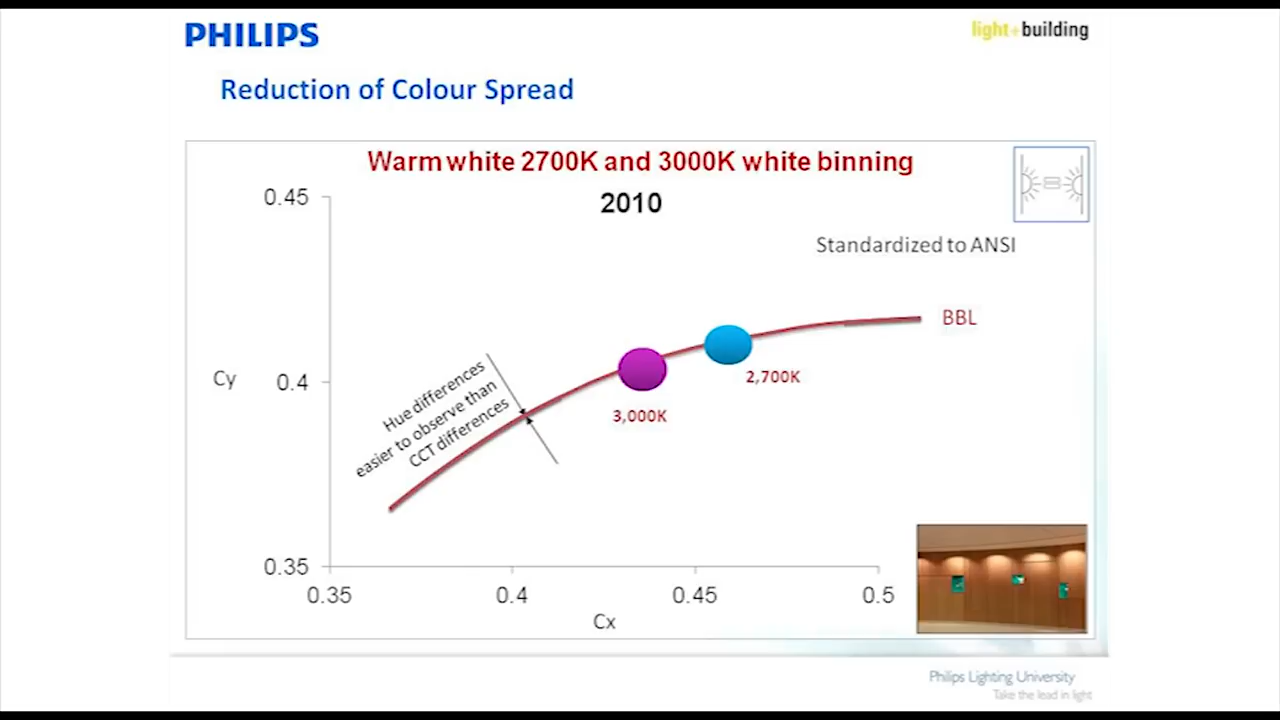 PHILIPS
light+building
Reduction of Colour Spread
Warm white 2700K and 3000K white binning
2010
Standardized to ANSI
0.45
BBL
Cy
0.4
2,700K
3,000K
Hue differences
easier to observe than
CCT differences
0.35
0.35
0.4
0.45
0.5
Cx
Philips Lighting University
Take the lead in light